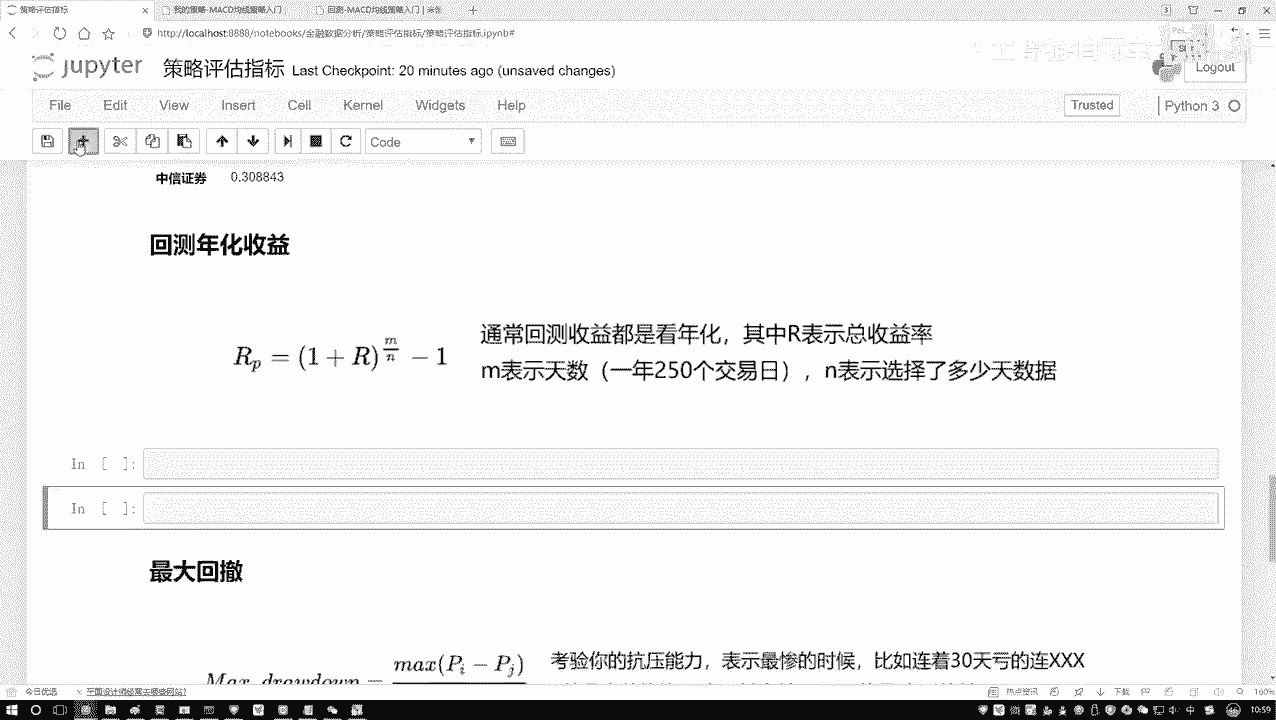 策略评估指标
我的策略-MACD均线策略入门
回测-MACD均线策略入门 | 米筐
http://localhost:8888/notebooks/金融数据分析/策略评估指标/策略评估指标.ipynb#
jupyter 策略评估指标 Last Checkpoint: 20 minutes ago (unsaved changes)
Logout
File Edit View Insert Cell Kernel Widgets Help
Trusted Python 3
Code
中信证券 0.308843
回测年化收益
R_p = (1 + R)^{m/n} − 1
通常回测收益都是看年化，其中R表示总收益率
m表示天数（一年250个交易日），n表示选择了多少天数据
In [ ]:
In [ ]:
最大回撤
Max drawdown = max(P_i − P_j)
考验你的抗压能力，表示最惨的时候，比如连着30天亏的连XXX
今日优选
平面设计师经常去哪些网站?
热点资讯
下载
160%
中
10:59